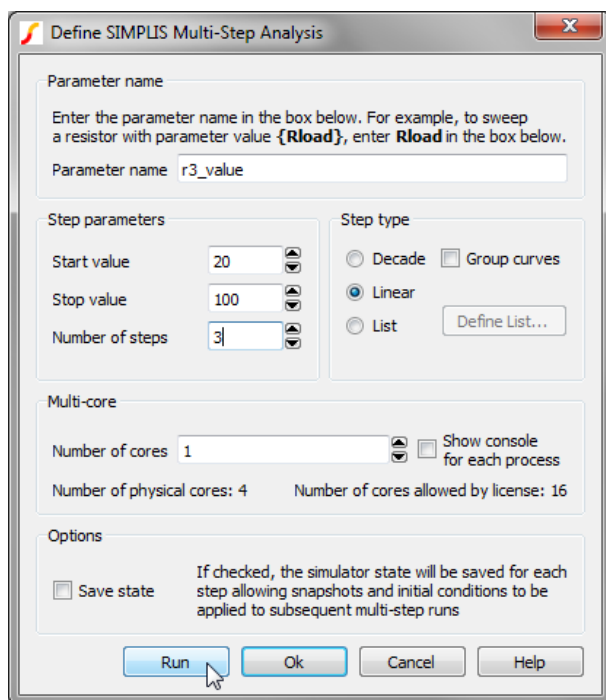 Define SIMPLIS Multi-Step Analysis
Parameter name
Enter the parameter name in the box below. For example, to sweep
a resistor with parameter value {Rload}, enter Rload in the box below.
Parameter name r3_value
Step parameters
Start value 20
Stop value 100
Number of steps 3
Step type
Decade Group curves
Linear
List Define List...
Multi-core
Number of cores 1
Show console
for each process
Number of physical cores: 4 Number of cores allowed by license: 16
Options
Save state
If checked, the simulator state will be saved for each
step allowing snapshots and initial conditions to be
applied to subsequent multi-step runs
Run Ok Cancel Help